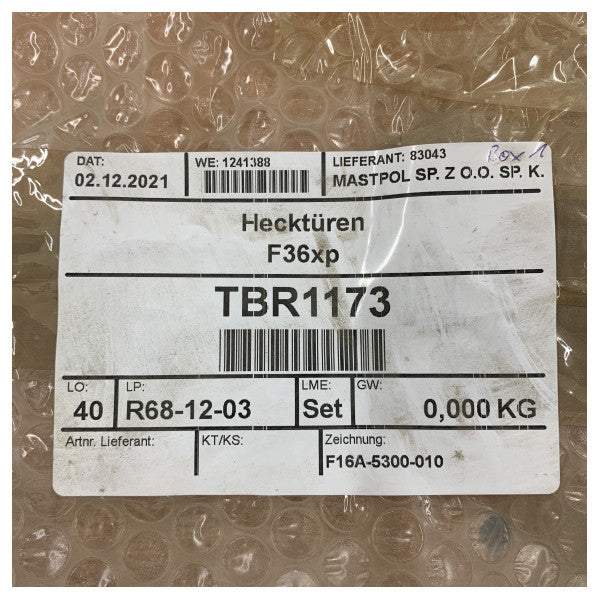 DAT:
02.12.2021
WE: 1241388
LIEFERANT: 83043
Box 1
MASTPOL SP. Z O.O. SP. K.
Hecktüren
F36xp
TBR1173
LO:
40
LP:
R68-12-03
LME:
Set
GW:
0,000 KG
Artnr. Lieferant:
KT/KS:
Zeichnung:
F16A-5300-010